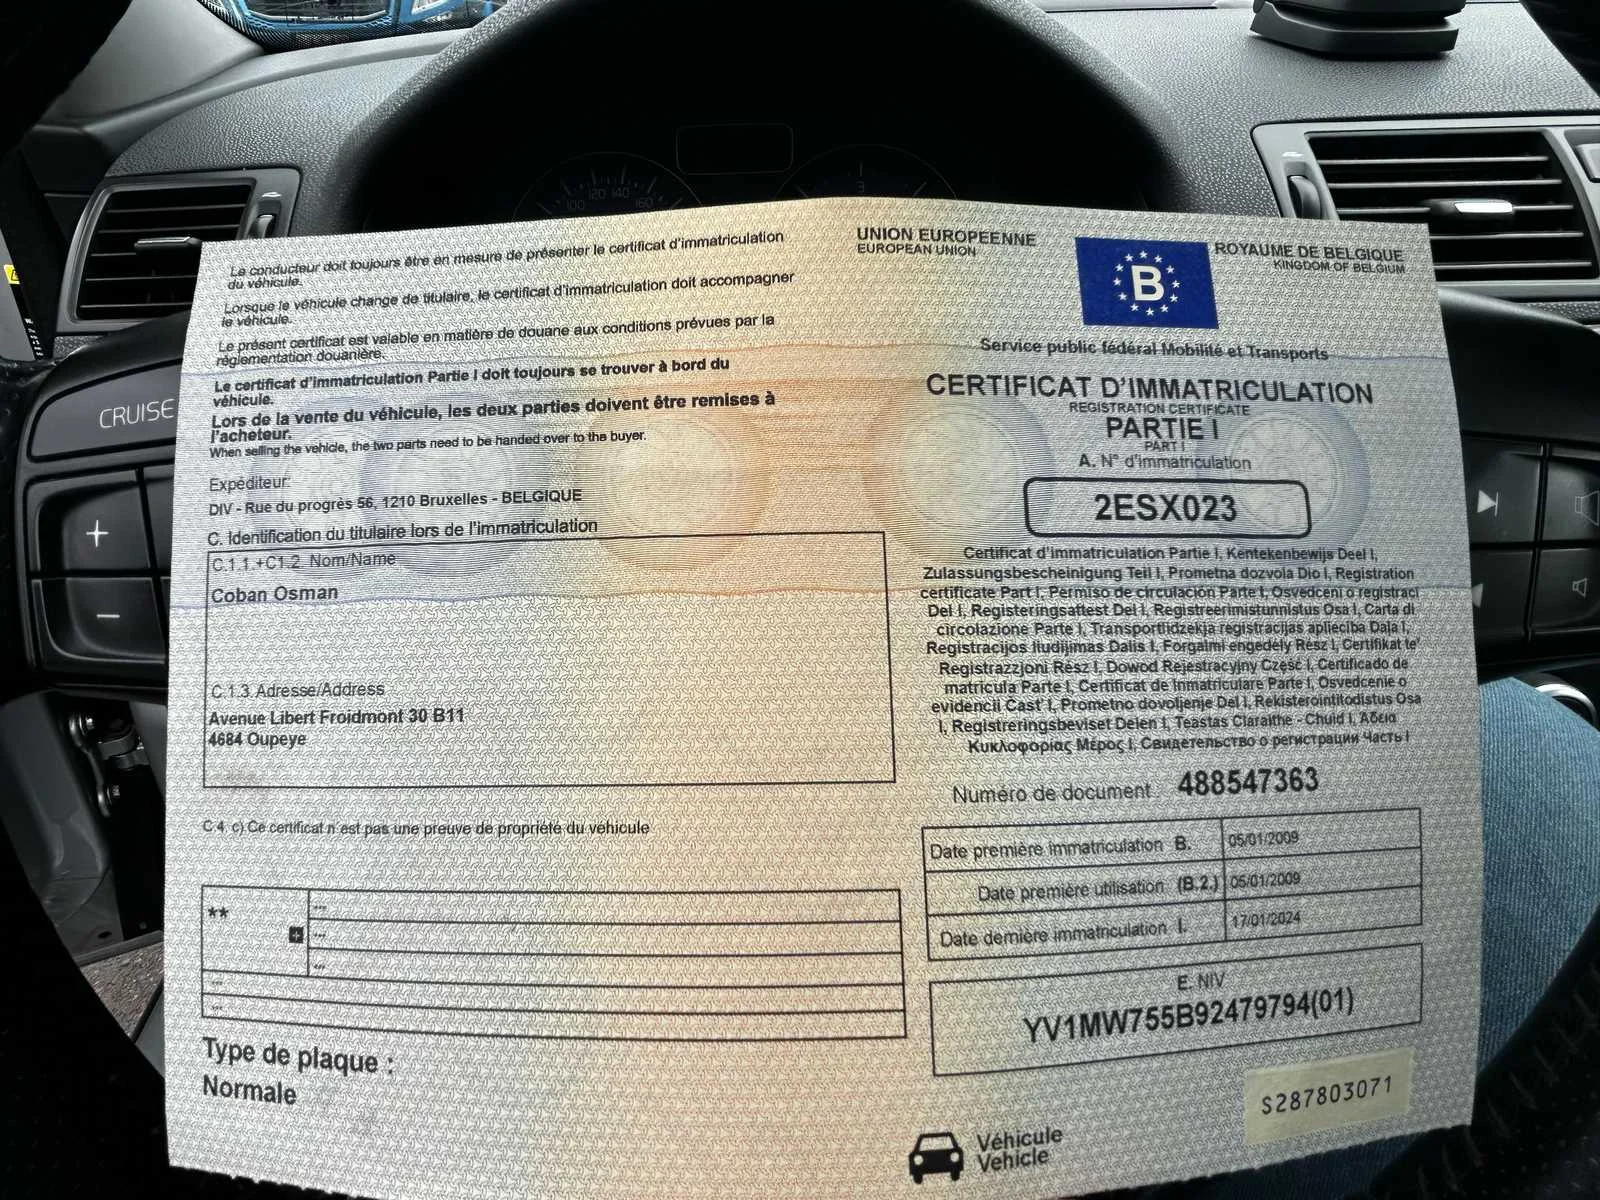 Le conducteur doit toujours être en mesure de présenter le certificat d'immatriculation
du véhicule.
Lorsque le véhicule change de titulaire, le certificat d'immatriculation doit accompagner
le véhicule.
Le présent certificat est valable en matière de douane aux conditions prévues par la
réglementation douanière.
Le certificat d'immatriculation Partie I doit toujours se trouver à bord du
véhicule.
Lors de la vente du véhicule, les deux parties doivent être remises à
l'acheteur.
When selling the vehicle, the two parts need to be handed over to the buyer.
Expéditeur:
DIV - Rue du progrès 56, 1210 Bruxelles - BELGIQUE
C. Identification du titulaire lors de l'immatriculation
C.1.1.+C1.2. Nom/Name
Coban Osman
C.1.3. Adresse/Address
Avenue Libert Froidmont 30 B11
4684 Oupeye
C.4. c) Ce certificat n'est pas une preuve de propriété du véhicule
**
+
...
...
...
...
...
Type de plaque :
Normale
UNION EUROPEENNE
EUROPEAN UNION
B
ROYAUME DE BELGIQUE
KINGDOM OF BELGIUM
Service public fédéral Mobilité et Transports
CERTIFICAT D'IMMATRICULATION
REGISTRATION CERTIFICATE
PARTIE I
PART I
A. N° d'immatriculation
2ESX023
Certificat d'immatriculation Partie I, Kentekenbewijs Deel I,
Zulassungsbescheinigung Teil I, Prometna dozvola Dio I, Registration
certificate Part I, Permiso de circulación Parte I, Osvedceni o registraci
Del I, Registeringsattest Del I, Registreerimistunnistus Osa I, Carta di
circolazione Parte I, Transportlidzekja registracijas aplieciba Daļa I,
Registracijos liudijimas Dalis I, Forgalmi engedély Rész I, Certifikat te'
Registrazzjoni Rész I, Dowod Rejestracyjny Część I, Certificado de
matricula Parte I, Certificat de Inmatriculare Parte I, Osvedcenie o
evidencii Cast' I, Prometno dovoljenje Del I, Rekisterointitodistus Osa
I, Registreringsbeviset Delen I, Teastas Claraithe - Chuid I, Άδεια
Κυκλοφορίας Μέρος I, Свидетельство о регистрации Часть I
Numéro de document 488547363
Date première immatriculation B. 05/01/2009
Date première utilisation (B.2.) 05/01/2009
Date dernière immatriculation I. 17/01/2024
E. NIV
YV1MW755B92479794(01)
S287803071
Véhicule
Vehicle
CRUISE
+
−
100
120
140
160
3